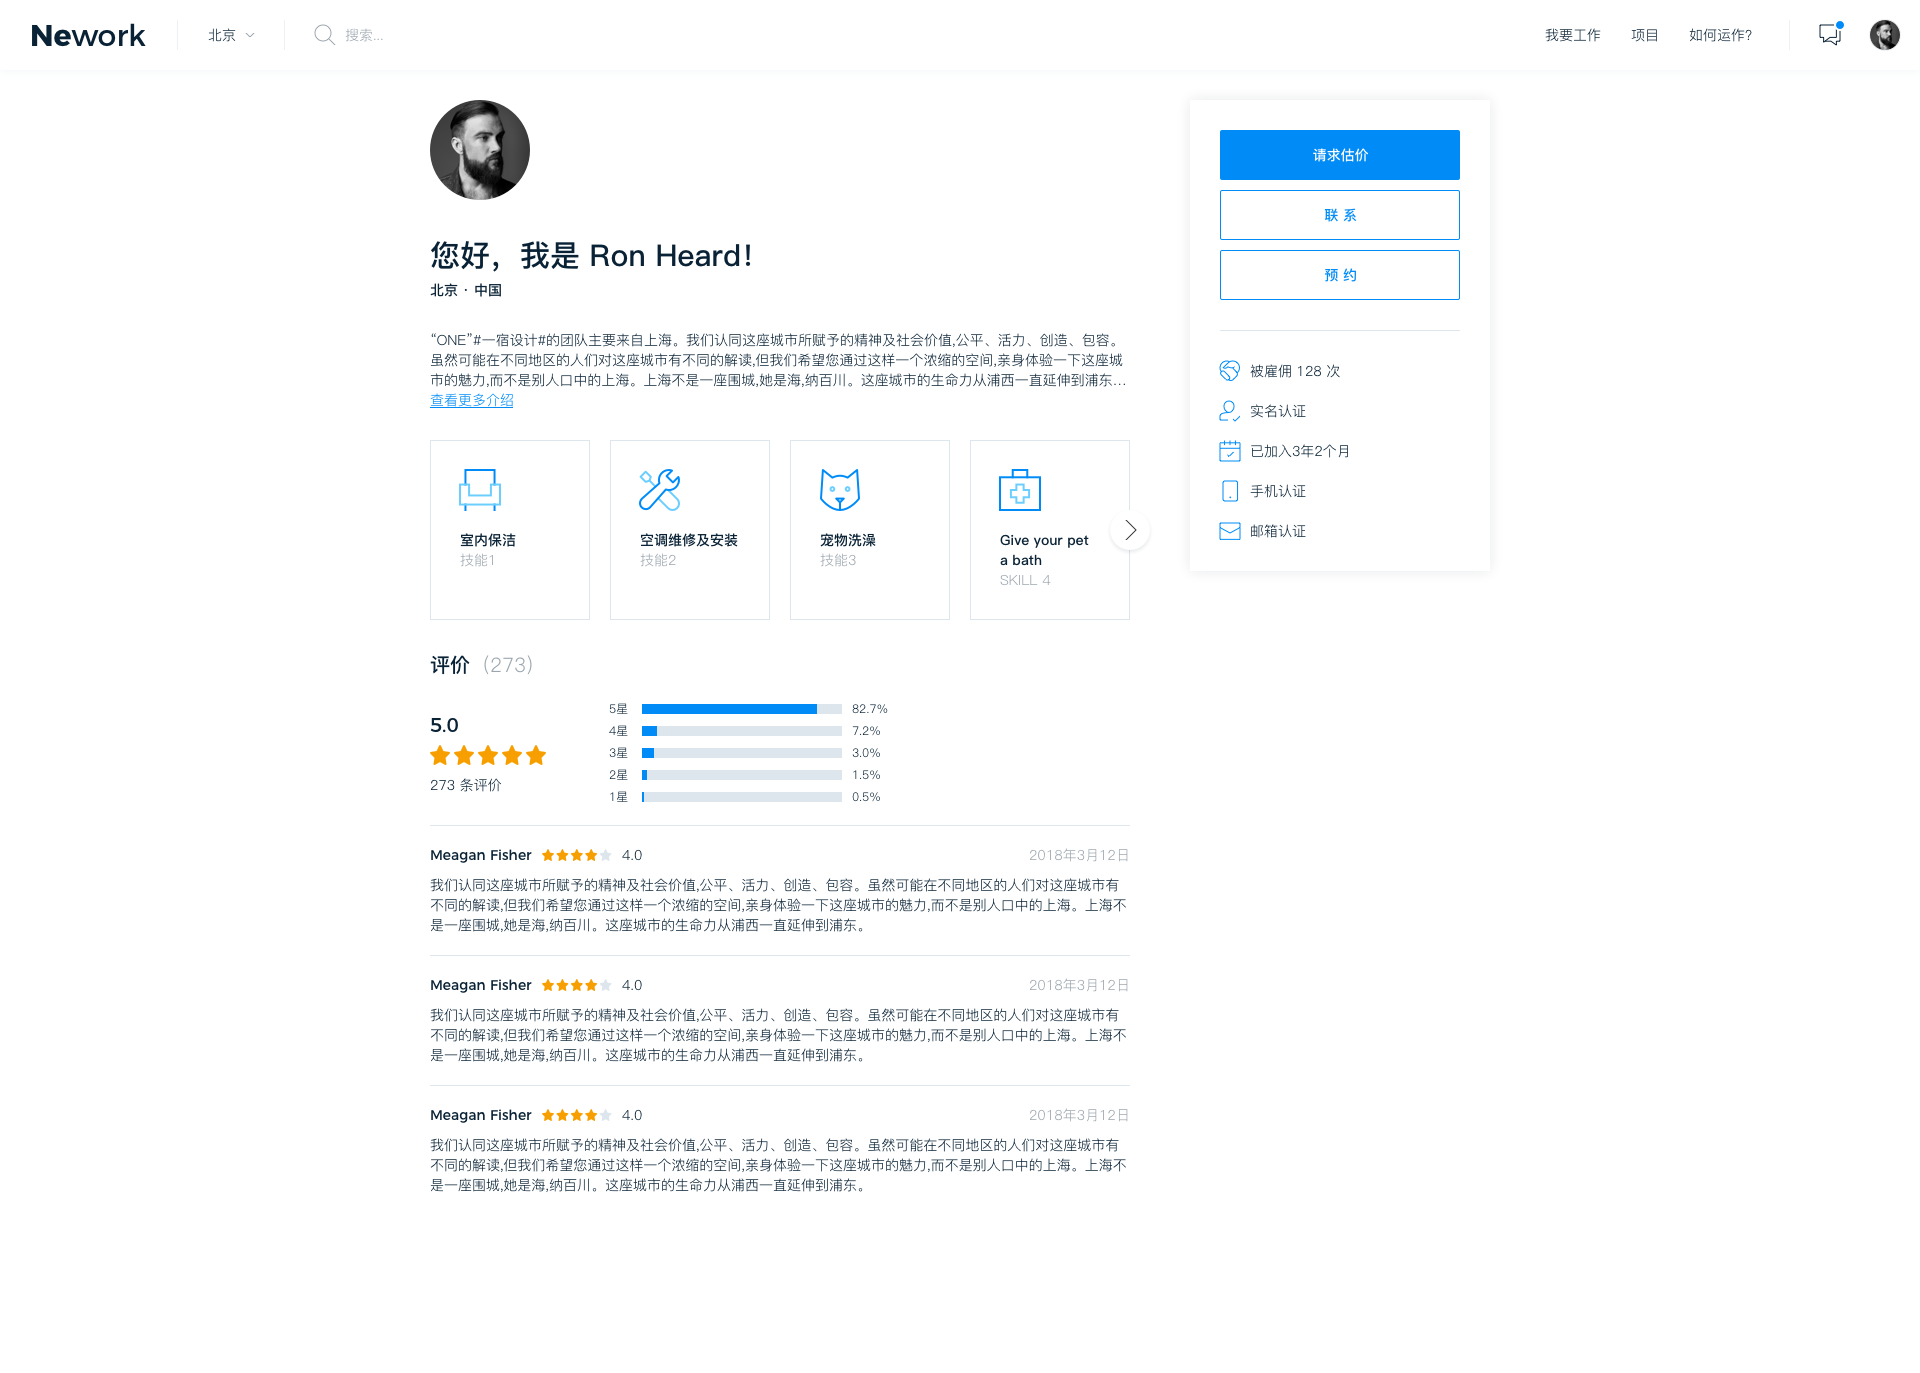 Nework
北京
搜索...
我要工作
项目
如何运作?
您好，我是 Ron Heard！
北京 · 中国
“ONE”#一宿设计#的团队主要来自上海。我们认同这座城市所赋予的精神及社会价值,公平、活力、创造、包容。
虽然可能在不同地区的人们对这座城市有不同的解读,但我们希望您通过这样一个浓缩的空间,亲身体验一下这座城
市的魅力,而不是别人口中的上海。上海不是一座围城,她是海,纳百川。这座城市的生命力从浦西一直延伸到浦东...
查看更多介绍
室内保洁
技能1
空调维修及安装
技能2
宠物洗澡
技能3
Give your pet
a bath
SKILL 4
请求估价
联 系
预 约
被雇佣 128 次
实名认证
已加入3年2个月
手机认证
邮箱认证
评价（273）
5.0
273 条评价
5星 82.7%
4星 7.2%
3星 3.0%
2星 1.5%
1星 0.5%
Meagan Fisher 4.0 2018年3月12日
我们认同这座城市所赋予的精神及社会价值,公平、活力、创造、包容。虽然可能在不同地区的人们对这座城市有
不同的解读,但我们希望您通过这样一个浓缩的空间,亲身体验一下这座城市的魅力,而不是别人口中的上海。上海不
是一座围城,她是海,纳百川。这座城市的生命力从浦西一直延伸到浦东。
Meagan Fisher 4.0 2018年3月12日
我们认同这座城市所赋予的精神及社会价值,公平、活力、创造、包容。虽然可能在不同地区的人们对这座城市有
不同的解读,但我们希望您通过这样一个浓缩的空间,亲身体验一下这座城市的魅力,而不是别人口中的上海。上海不
是一座围城,她是海,纳百川。这座城市的生命力从浦西一直延伸到浦东。
Meagan Fisher 4.0 2018年3月12日
我们认同这座城市所赋予的精神及社会价值,公平、活力、创造、包容。虽然可能在不同地区的人们对这座城市有
不同的解读,但我们希望您通过这样一个浓缩的空间,亲身体验一下这座城市的魅力,而不是别人口中的上海。上海不
是一座围城,她是海,纳百川。这座城市的生命力从浦西一直延伸到浦东。